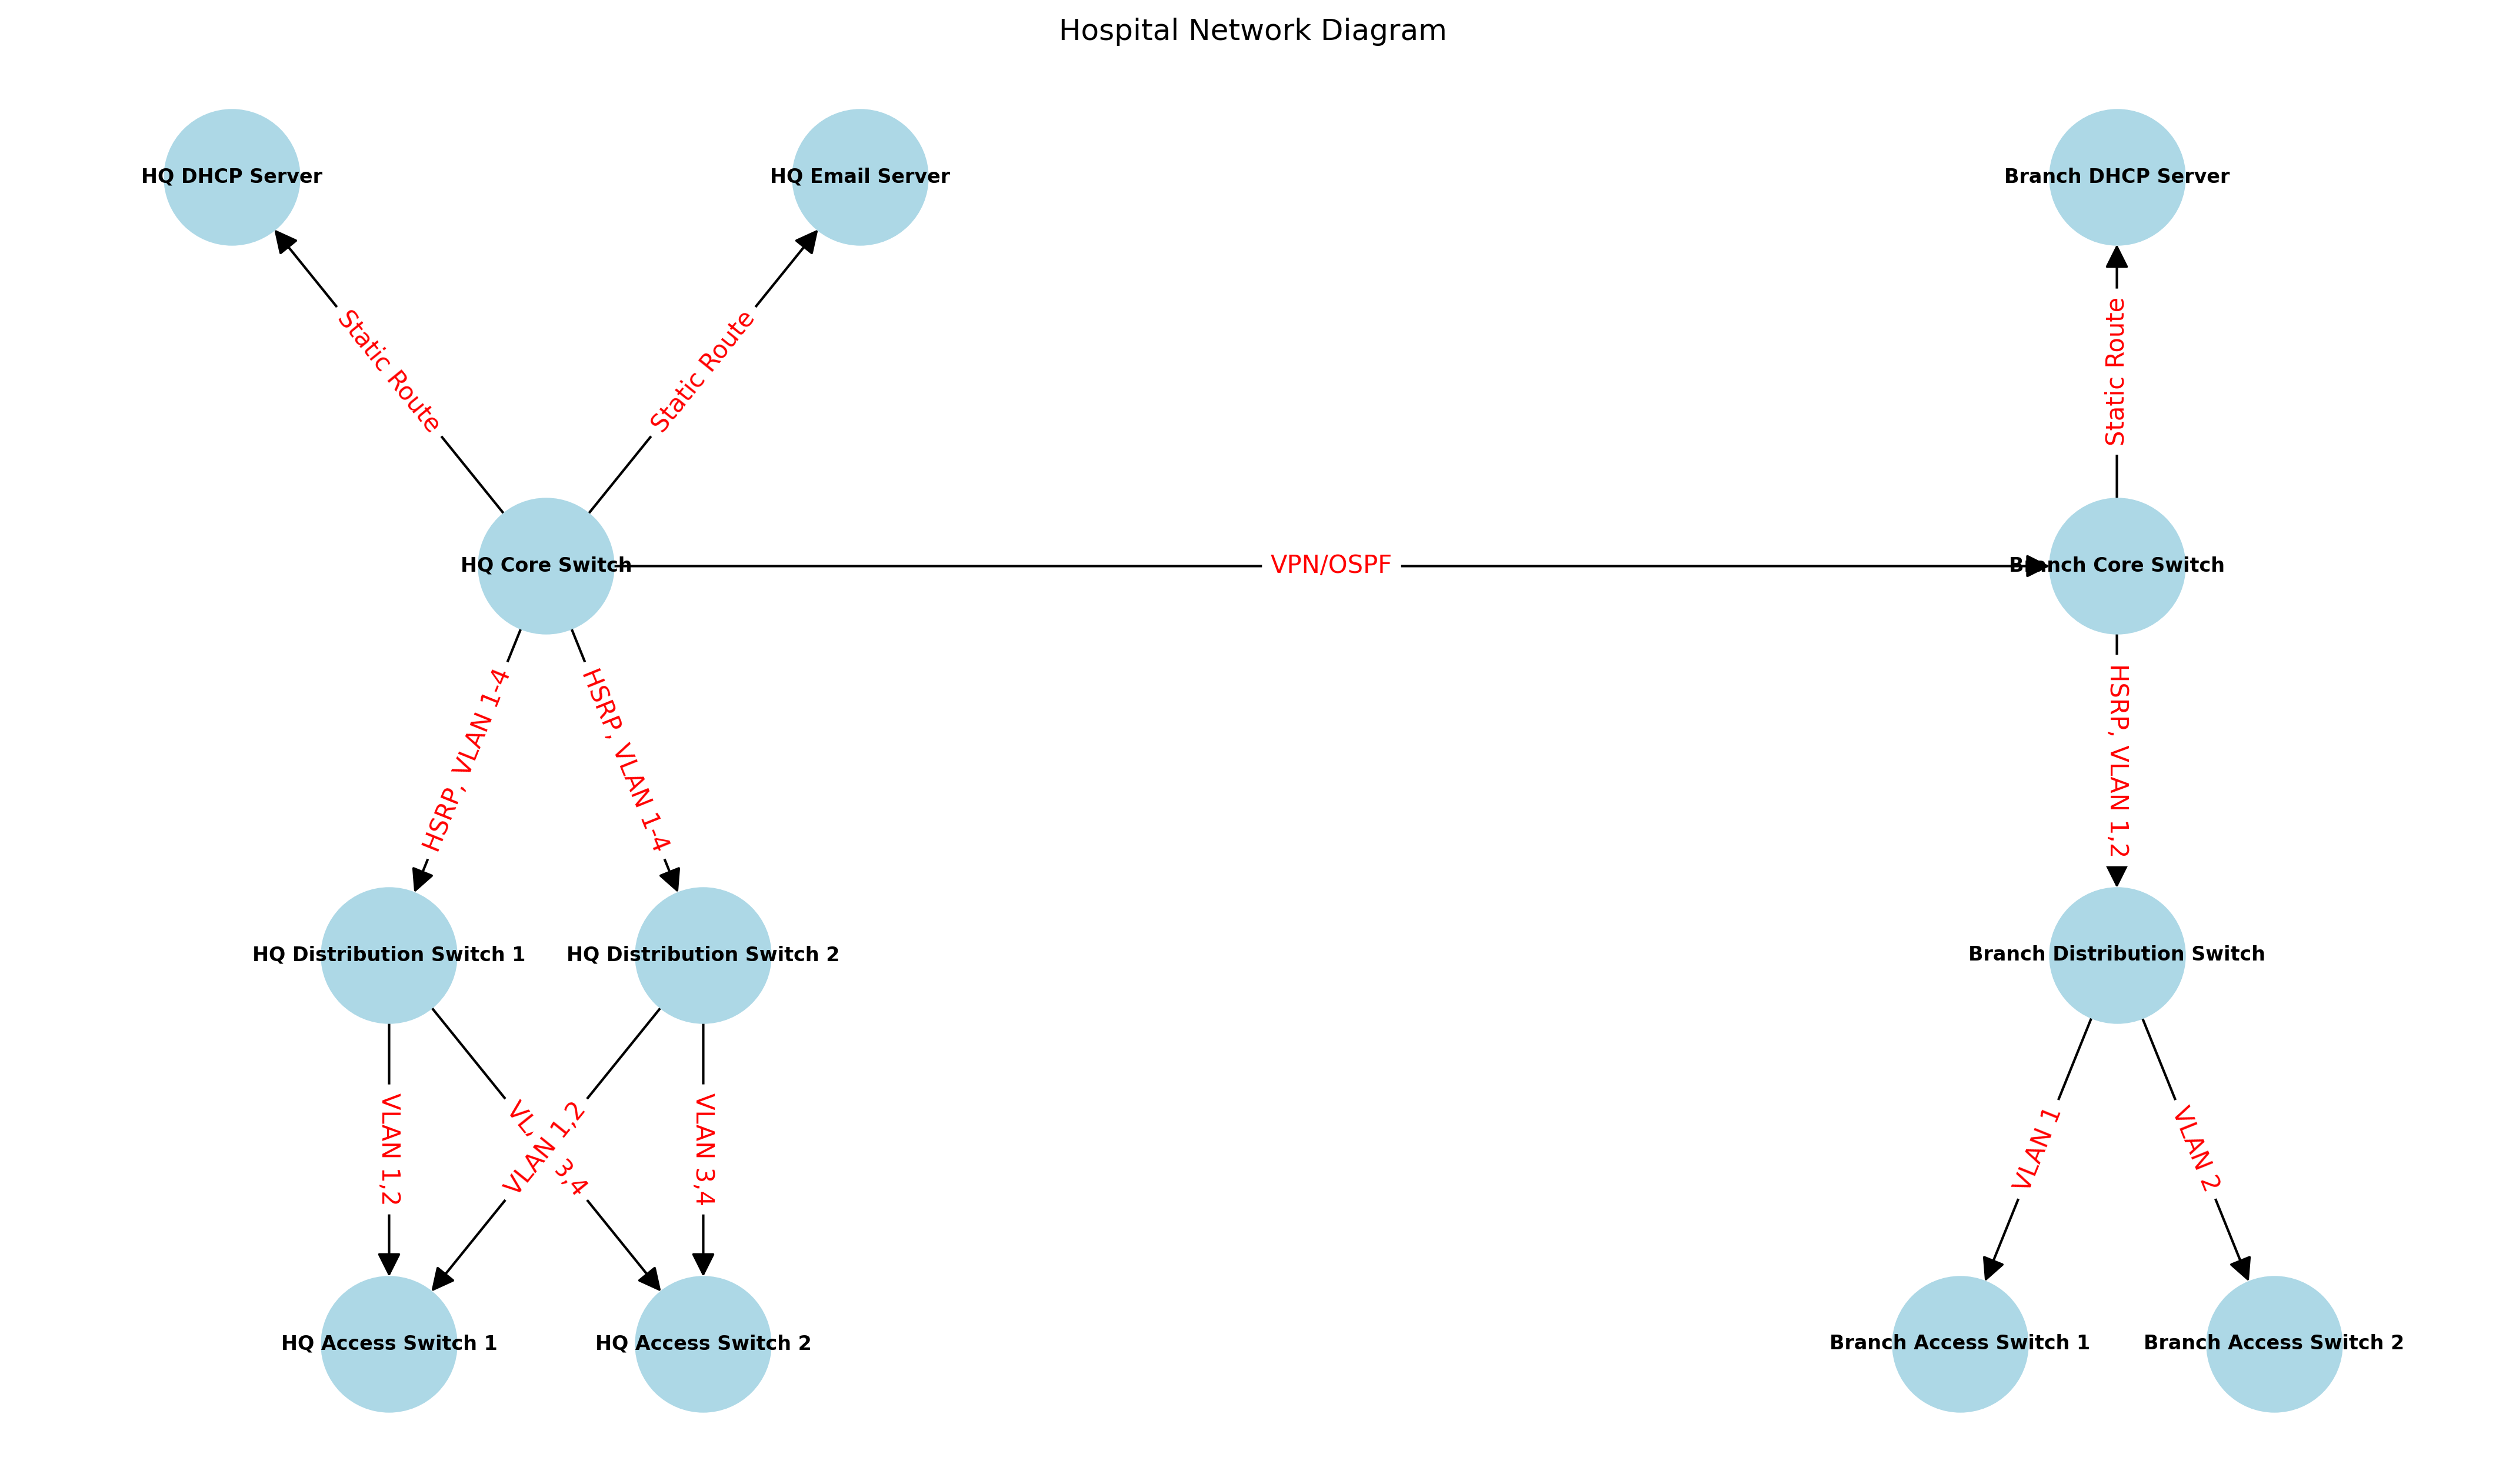 Hospital Network Diagram
HQ DHCP Server
HQ Email Server
Branch DHCP Server
Static Route
Static Route
Static Route
HQ Core Switch
VPN/OSPF
Branch Core Switch
HSRP, VLAN 1-4
HSRP, VLAN 1-4
HSRP, VLAN 1,2
HQ Distribution Switch 1
HQ Distribution Switch 2
Branch Distribution Switch
VLAN 1,2
3,4
VLAN 1,2
VLAN 3,4
VLAN 1
VLAN 2
HQ Access Switch 1
HQ Access Switch 2
Branch Access Switch 1
Branch Access Switch 2